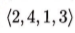 ⟨2, 4, 1, 3⟩